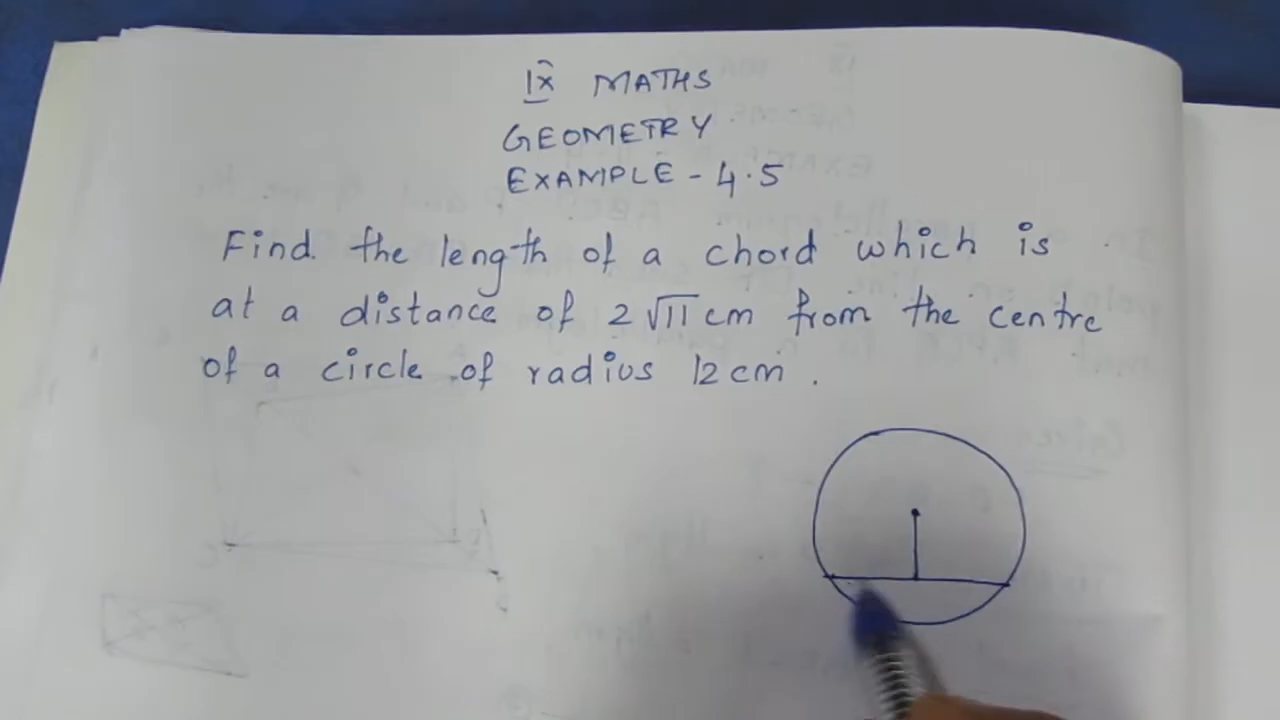 IX MATHS
GEOMETRY
EXAMPLE - 4.5
Find the length of a chord which is
at a distance of 2 √11 cm from the centre
of a circle of radius 12 cm .